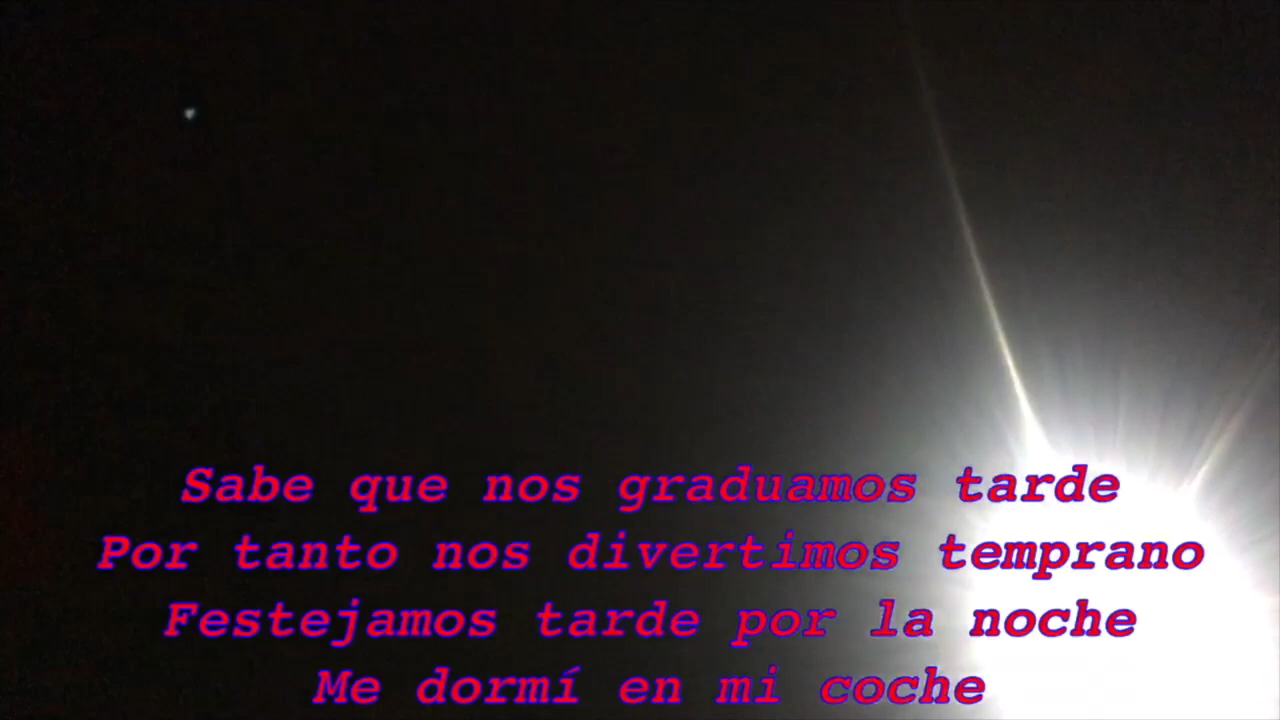 Sabe que nos graduamos tarde
Por tanto nos divertimos temprano
Festejamos tarde por la noche
Me dormí en mi coche